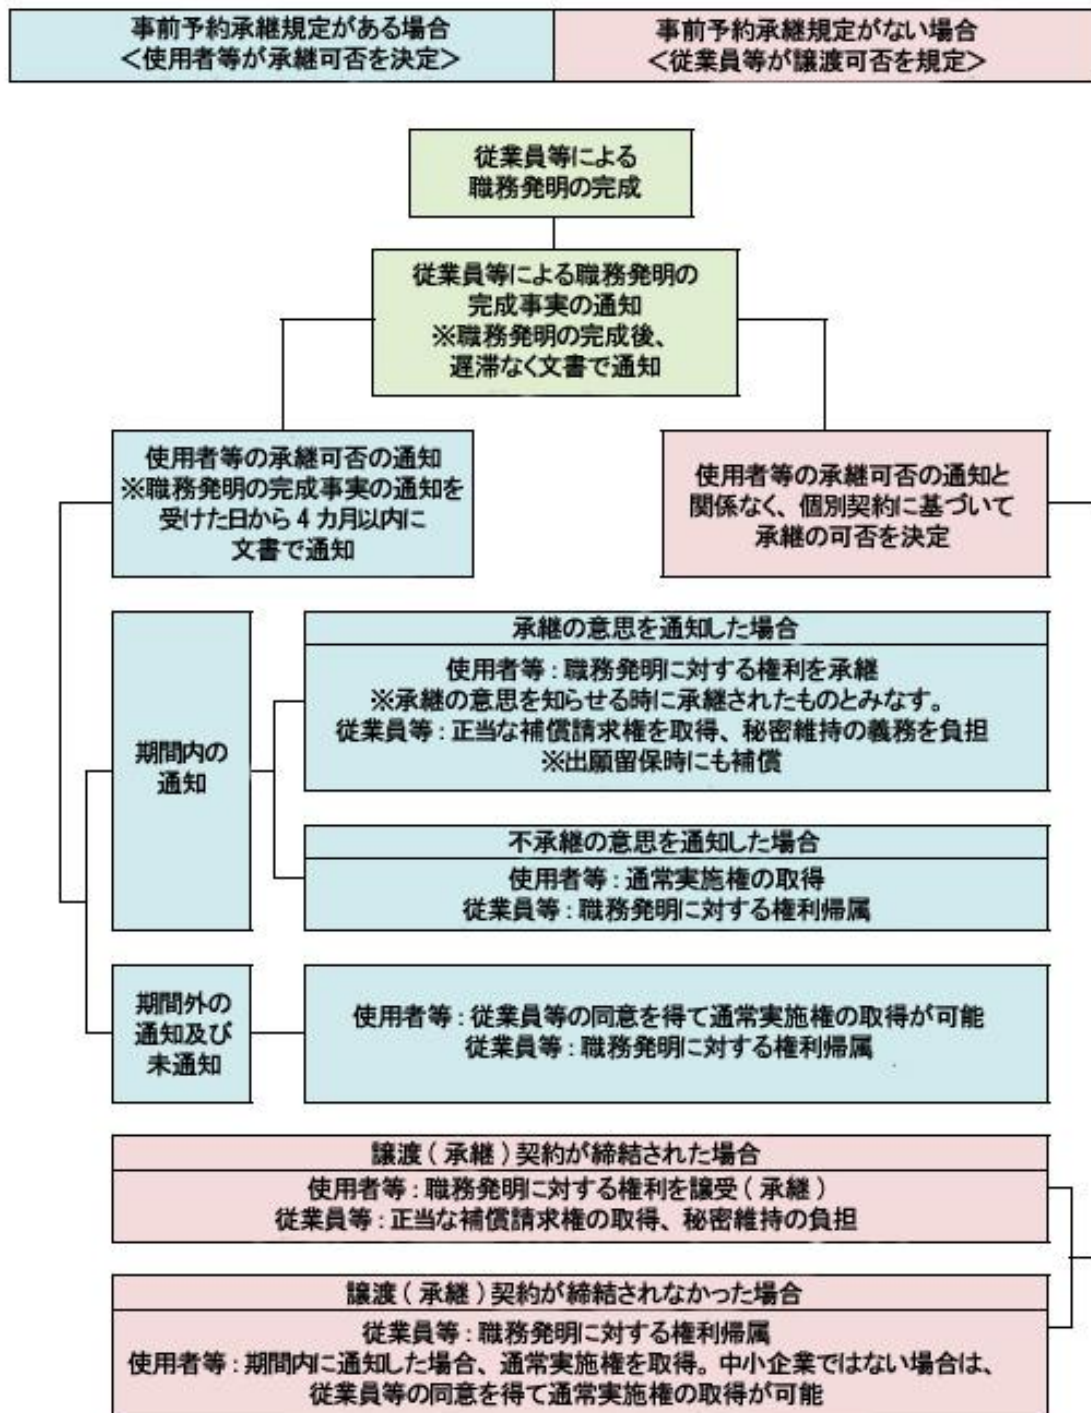 事前予約承継規定がある場合
<使用者等が承継可否を決定>
事前予約承継規定がない場合
<従業員等が譲渡可否を規定>
従業員等による
職務発明の完成
従業員等による職務発明の
完成事実の通知
※職務発明の完成後、
遅滞なく文書で通知
使用者等の承継可否の通知
※職務発明の完成事実の通知を
受けた日から 4 カ月以内に
文書で通知
使用者等の承継可否の通知と
関係なく、個別契約に基づいて
承継の可否を決定
期間内の
通知
承継の意思を通知した場合
使用者等 : 職務発明に対する権利を承継
※承継の意思を知らせる時に承継されたものとみなす。
従業員等 : 正当な補償請求権を取得、秘密維持の義務を負担
※出願留保時にも補償
不承継の意思を通知した場合
使用者等 : 通常実施権の取得
従業員等 : 職務発明に対する権利帰属
期間外の
通知及び
未通知
使用者等 : 従業員等の同意を得て通常実施権の取得が可能
従業員等 : 職務発明に対する権利帰属
譲渡 ( 承継 ) 契約が締結された場合
使用者等 : 職務発明に対する権利を譲受 ( 承継 )
従業員等 : 正当な補償請求権の取得、秘密維持の負担
譲渡 ( 承継 ) 契約が締結されなかった場合
従業員等 : 職務発明に対する権利帰属
使用者等 : 期間内に通知した場合、通常実施権を取得。中小企業ではない場合は、
従業員等の同意を得て通常実施権の取得が可能